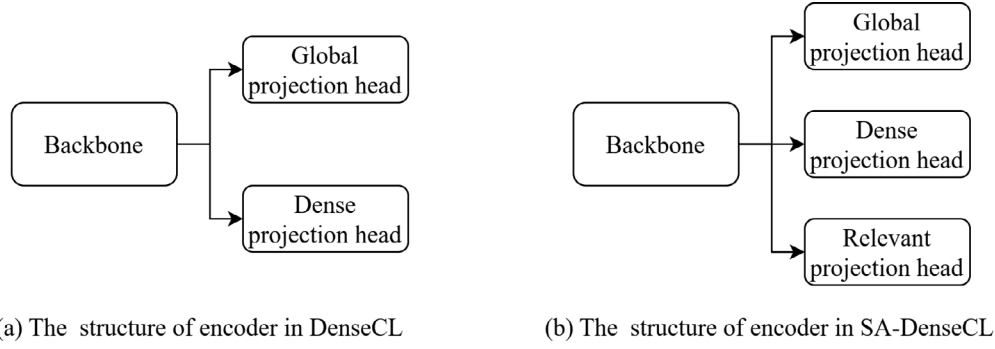 Global
projection head
Backbone
Dense
projection head
(a) The structure of encoder in DenseCL
Global
projection head
Backbone
Dense
projection head
Relevant
projection head
(b) The structure of encoder in SA-DenseCL